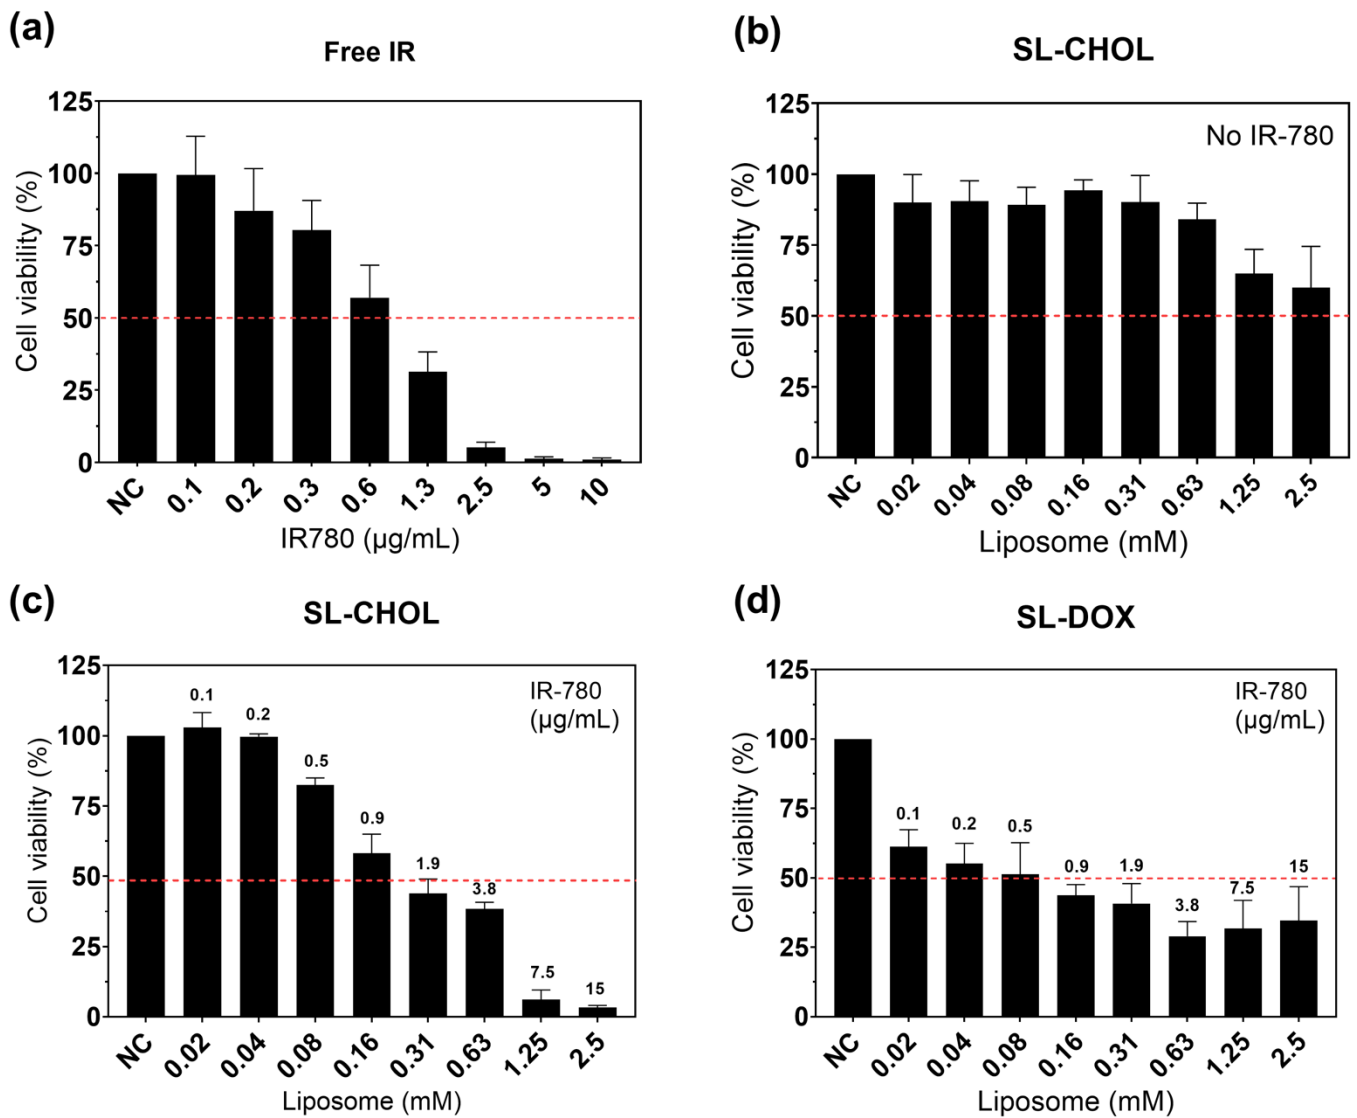 (a)
Free IR
125
100
75
50
25
0
Cell viability (%)
NC 0.1 0.2 0.3 0.6 1.3 2.5 5 10
IR780 (µg/mL)
(b)
SL-CHOL
No IR-780
125
100
75
50
25
0
Cell viability (%)
NC 0.02 0.04 0.08 0.16 0.31 0.63 1.25 2.5
Liposome (mM)
(c)
SL-CHOL
IR-780
(µg/mL)
125
100
75
50
25
0
Cell viability (%)
0.1 0.2 0.5 0.9 1.9 3.8 7.5 15
NC 0.02 0.04 0.08 0.16 0.31 0.63 1.25 2.5
Liposome (mM)
(d)
SL-DOX
IR-780
(µg/mL)
125
100
75
50
25
0
Cell viability (%)
0.1 0.2 0.5 0.9 1.9 3.8 7.5 15
NC 0.02 0.04 0.08 0.16 0.31 0.63 1.25 2.5
Liposome (mM)